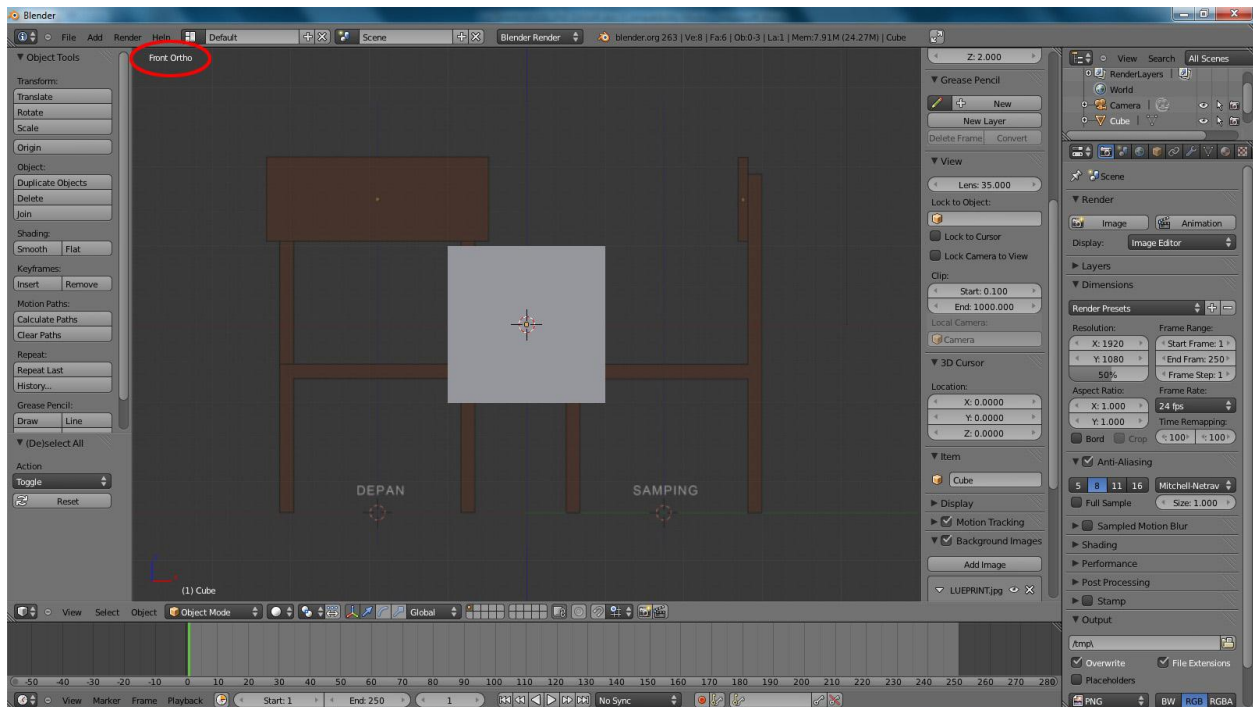 Blender
File Add Render Help Default Scene Blender Render blender.org 263 | Ve:8 | Fa:6 | Ob:0-3 | La:1 | Mem:7.91M (24.27M) | Cube
Object Tools
Transform:
Translate
Rotate
Scale
Origin
Object:
Duplicate Objects
Delete
Join
Shading:
Smooth Flat
Keyframes:
Insert Remove
Motion Paths:
Calculate Paths
Clear Paths
Repeat:
Repeat Last
History...
Grease Pencil:
Draw Line
(De)select All
Action
Toggle
Reset
Front Ortho
DEPAN SAMPING
(1) Cube
Z: 2.000
Grease Pencil
New
New Layer
Delete Frame Convert
View
Lens: 35.000
Lock to Object:
Lock to Cursor
Lock Camera to View
Clip:
Start: 0.100
End: 1000.000
Local Camera:
Camera
3D Cursor
Location:
X: 0.0000
Y: 0.0000
Z: 0.0000
Item
Cube
Display
Motion Tracking
Background Images
Add Image
LUEPRINT.jpg
View Search All Scenes
RenderLayers
World
Camera
Cube
Scene
Render
Image Animation
Display: Image Editor
Layers
Dimensions
Render Presets
Resolution: Frame Range:
X: 1920 Start Frame: 1
Y: 1080 End Fram: 250
50% Frame Step: 1
Aspect Ratio: Frame Rate:
X: 1.000 24 fps
Y: 1.000 Time Remapping:
Bord Crop : 100 : 100
Anti-Aliasing
5 8 11 16 Mitchell-Netrav
Full Sample Size: 1.000
Sampled Motion Blur
Shading
Performance
Post Processing
Stamp
Output
/tmp\
Overwrite File Extensions
Placeholders
PNG BW RGB RGBA
View Select Object Object Mode Global
-50 -40 -30 -20 -10 0 10 20 30 40 50 60 70 80 90 100 110 120 130 140 150 160 170 180 190 200 210 220 230 240 250 260 270 280
View Marker Frame Playback Start: 1 End: 250 1 No Sync